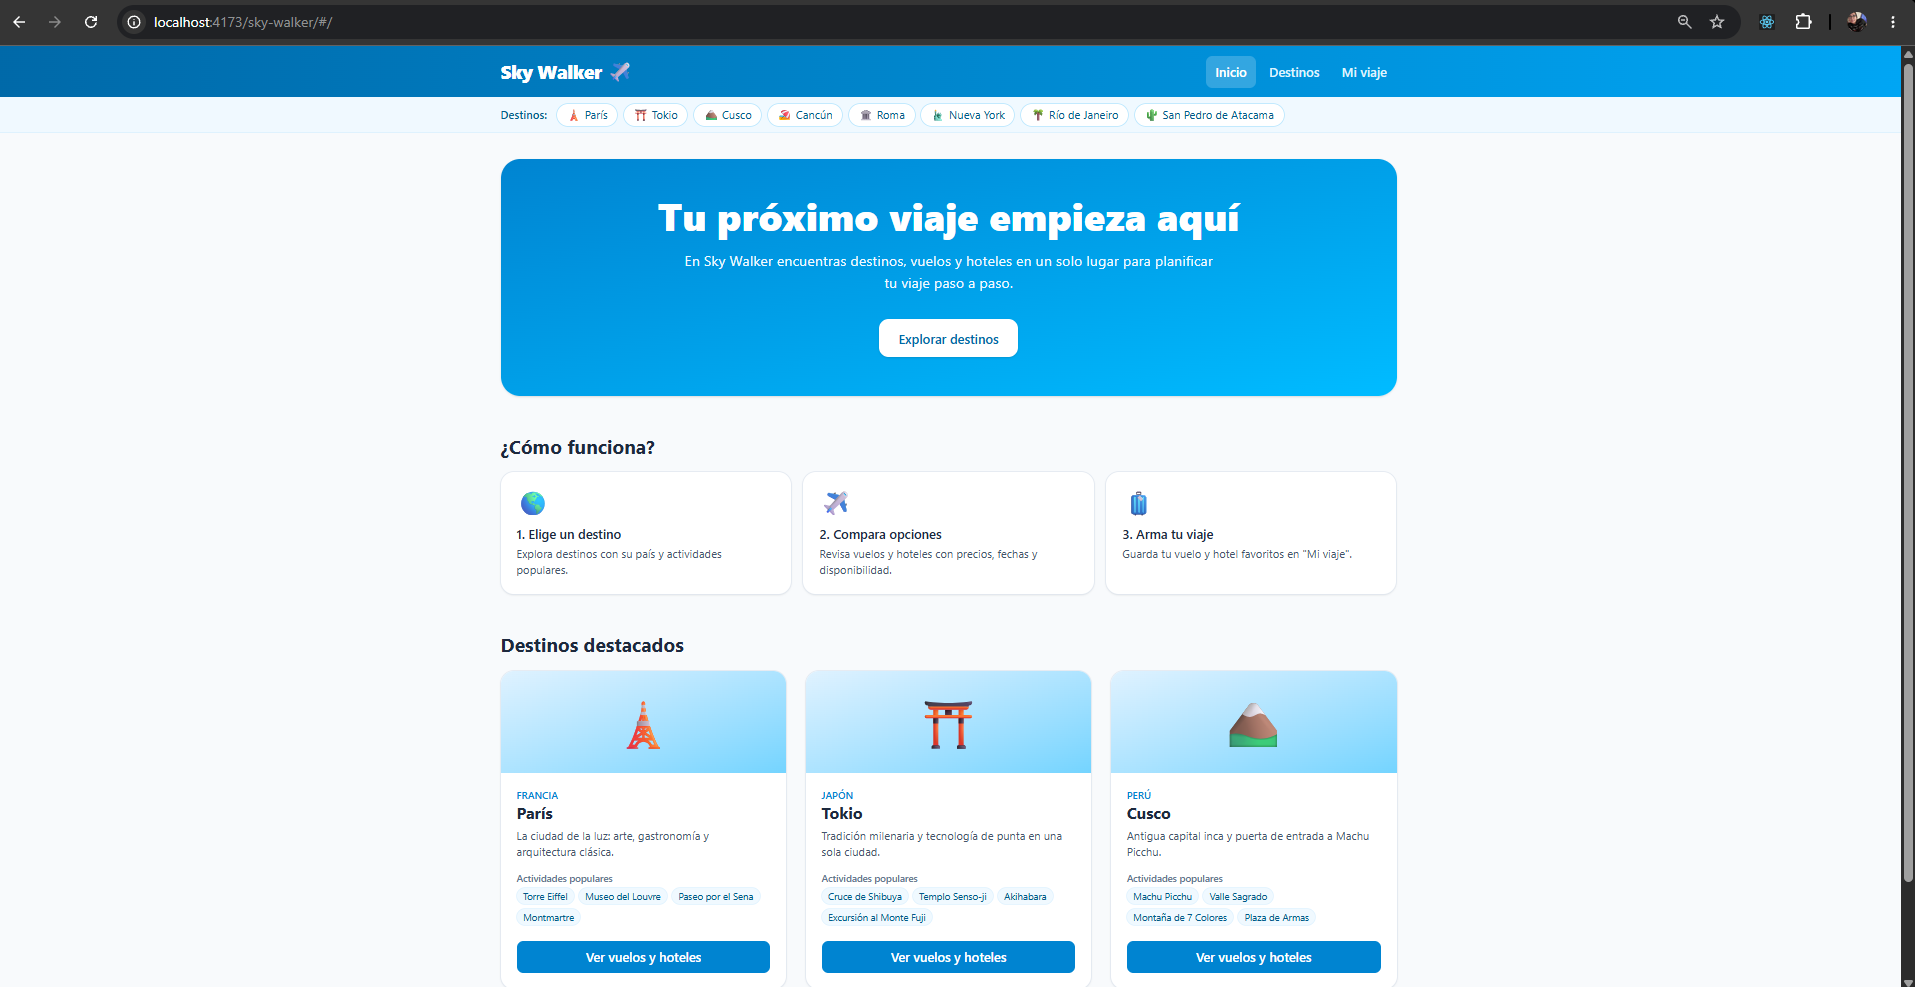 localhost:4173/sky-walker/#/
Sky Walker
Inicio Destinos Mi viaje
Destinos: París Tokio Cusco Cancún Roma Nueva York Río de Janeiro San Pedro de Atacama
Tu próximo viaje empieza aquí
En Sky Walker encuentras destinos, vuelos y hoteles en un solo lugar para planificar
tu viaje paso a paso.
Explorar destinos
¿Cómo funciona?
1. Elige un destino
Explora destinos con su país y actividades
populares.
2. Compara opciones
Revisa vuelos y hoteles con precios, fechas y
disponibilidad.
3. Arma tu viaje
Guarda tu vuelo y hotel favoritos en "Mi viaje".
Destinos destacados
FRANCIA
París
La ciudad de la luz: arte, gastronomía y
arquitectura clásica.
Actividades populares
Torre Eiffel Museo del Louvre Paseo por el Sena
Montmartre
Ver vuelos y hoteles
JAPÓN
Tokio
Tradición milenaria y tecnología de punta en una
sola ciudad.
Actividades populares
Cruce de Shibuya Templo Senso-ji Akihabara
Excursión al Monte Fuji
Ver vuelos y hoteles
PERÚ
Cusco
Antigua capital inca y puerta de entrada a Machu
Picchu.
Actividades populares
Machu Picchu Valle Sagrado
Montaña de 7 Colores Plaza de Armas
Ver vuelos y hoteles